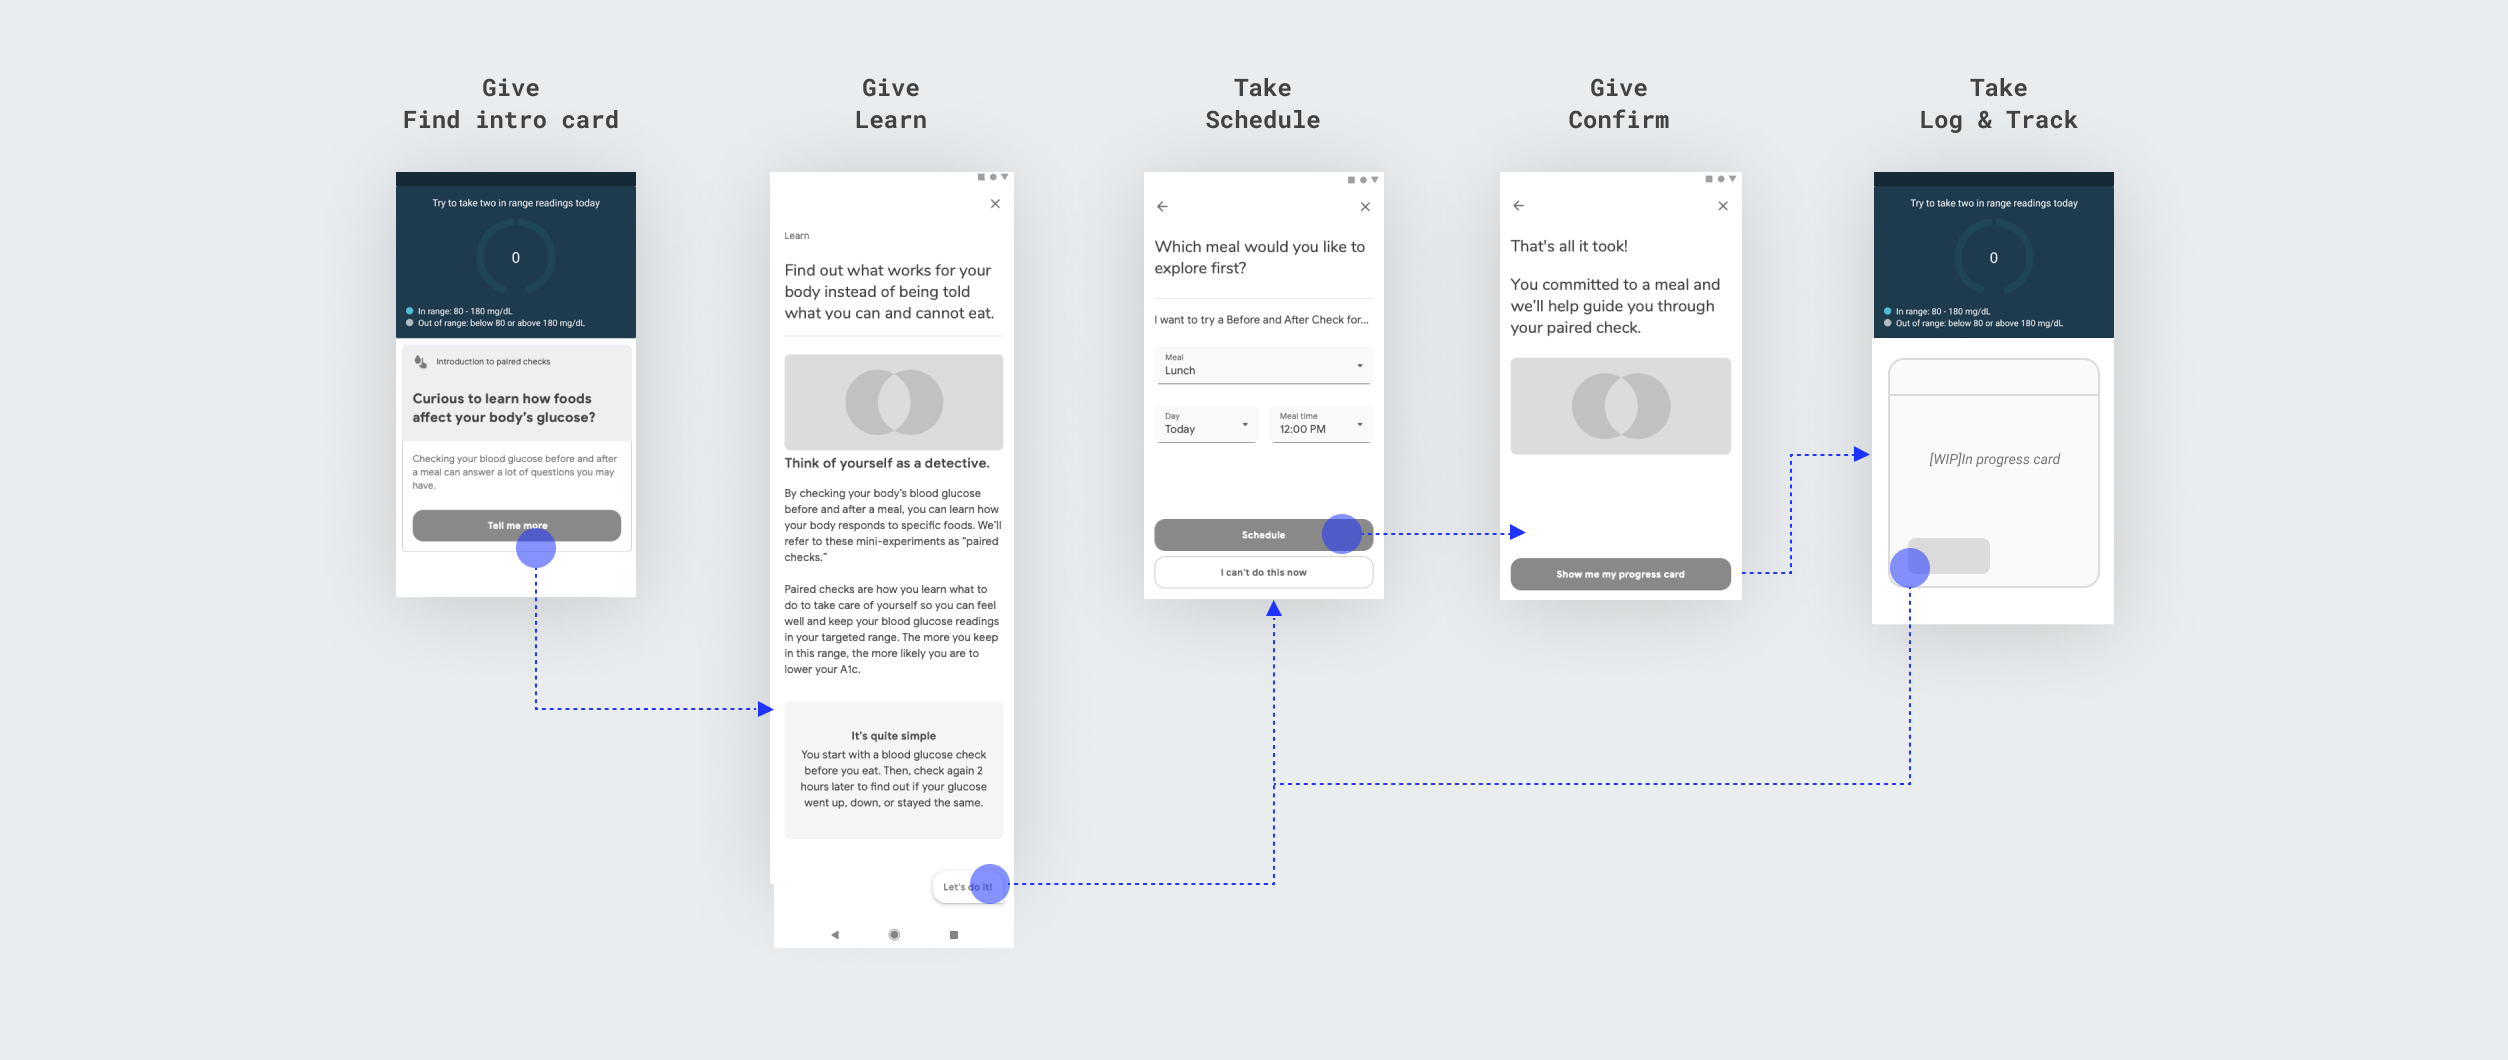 Give
Find intro card
Give
Learn
Take
Schedule
Give
Confirm
Take
Log & Track
Try to take two in range readings today
0
In range: 80 - 180 mg/dL
Out of range: below 80 or above 180 mg/dL
Introduction to paired checks
Curious to learn how foods
affect your body's glucose?
Checking your blood glucose before and after
a meal can answer a lot of questions you may
have.
Tell me more
Learn
Find out what works for your
body instead of being told
what you can and cannot eat.
Think of yourself as a detective.
By checking your body's blood glucose
before and after a meal, you can learn how
your body responds to specific foods. We'll
refer to these mini-experiments as "paired
checks."
Paired checks are how you learn what to
do to take care of yourself so you can feel
well and keep your blood glucose readings
in your targeted range. The more you keep
in this range, the more likely you are to
lower your A1c.
It's quite simple
You start with a blood glucose check
before you eat. Then, check again 2
hours later to find out if your glucose
went up, down, or stayed the same.
Let's do it!
Which meal would you like to
explore first?
I want to try a Before and After Check for...
Meal
Lunch
Day
Today
Meal time
12:00 PM
Schedule
I can't do this now
That's all it took!
You committed to a meal and
we'll help guide you through
your paired check.
Show me my progress card
Try to take two in range readings today
0
In range: 80 - 180 mg/dL
Out of range: below 80 or above 180 mg/dL
[WIP]In progress card